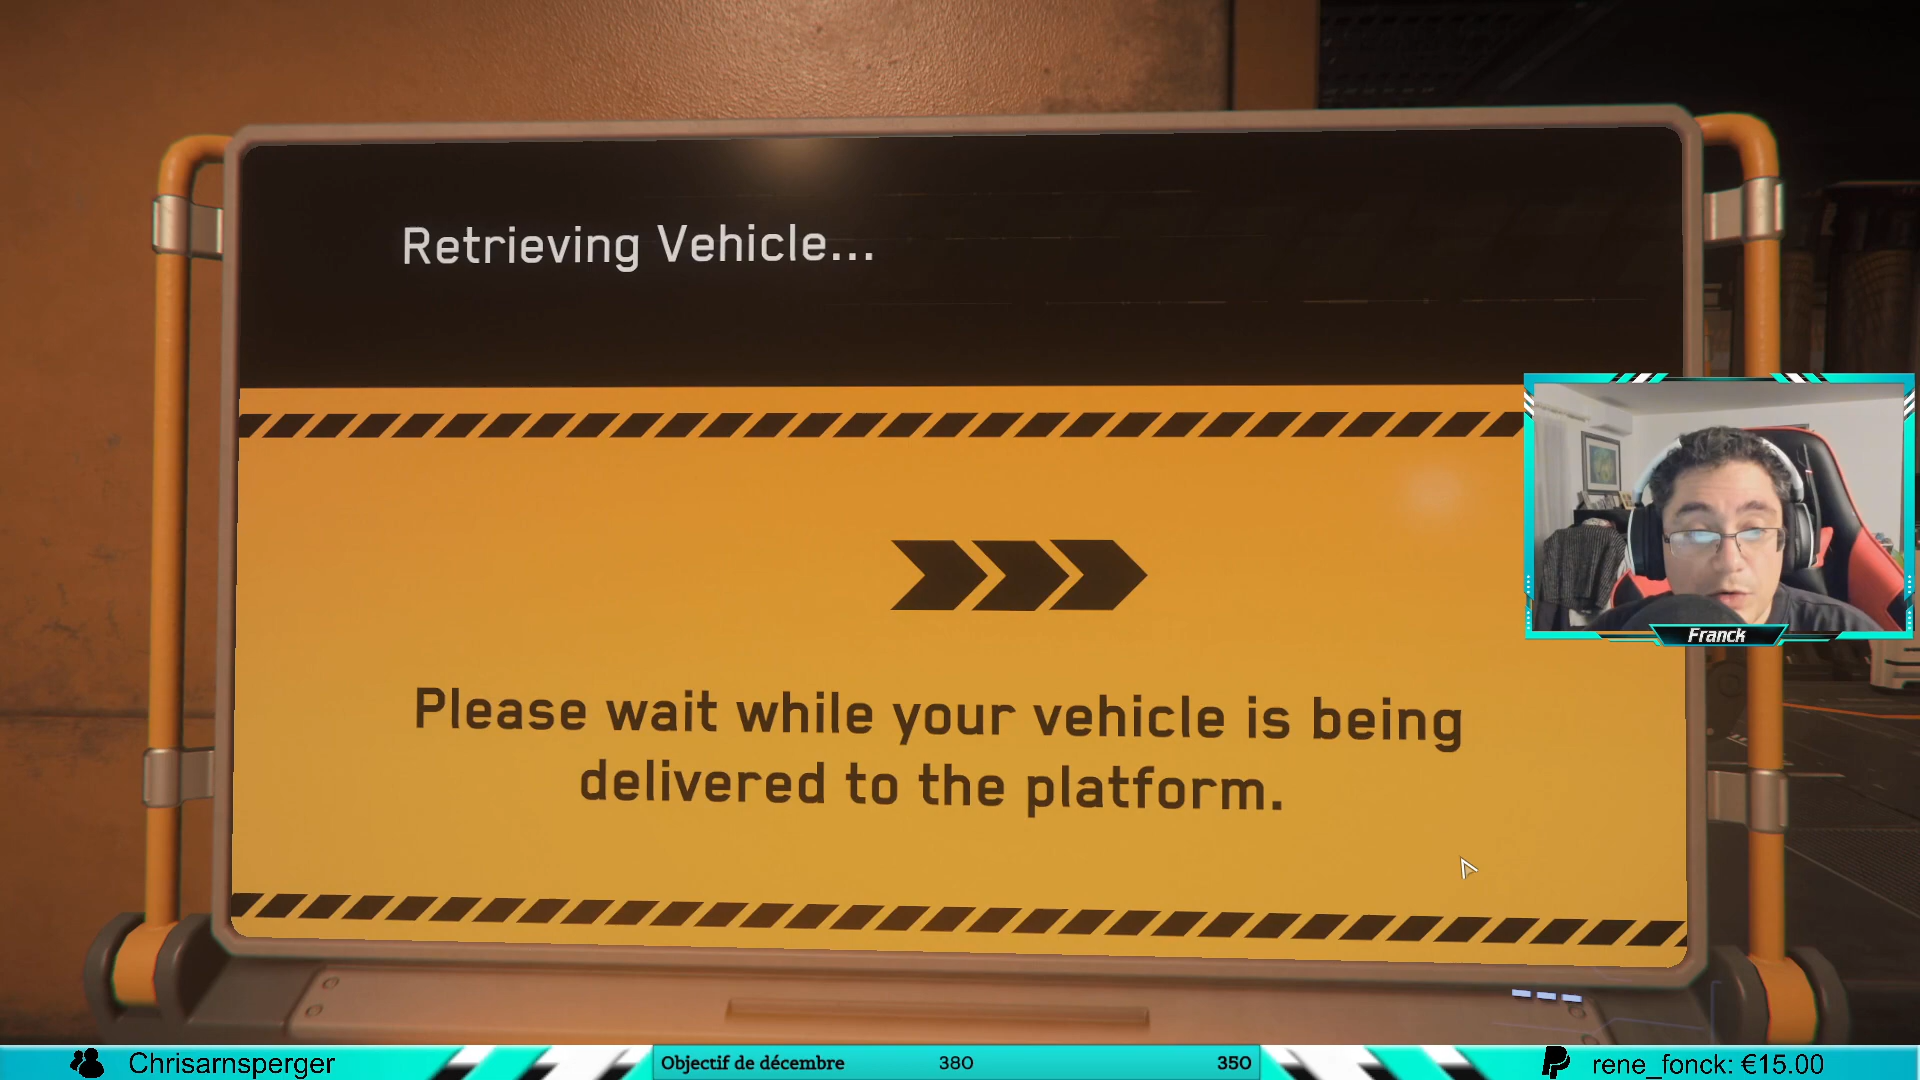 Retrieving Vehicle...
Please wait while your vehicle is being
delivered to the platform.
Franck
Chrisarnsperger
Objectif de décembre 380 350
rene_fonck: €15.00